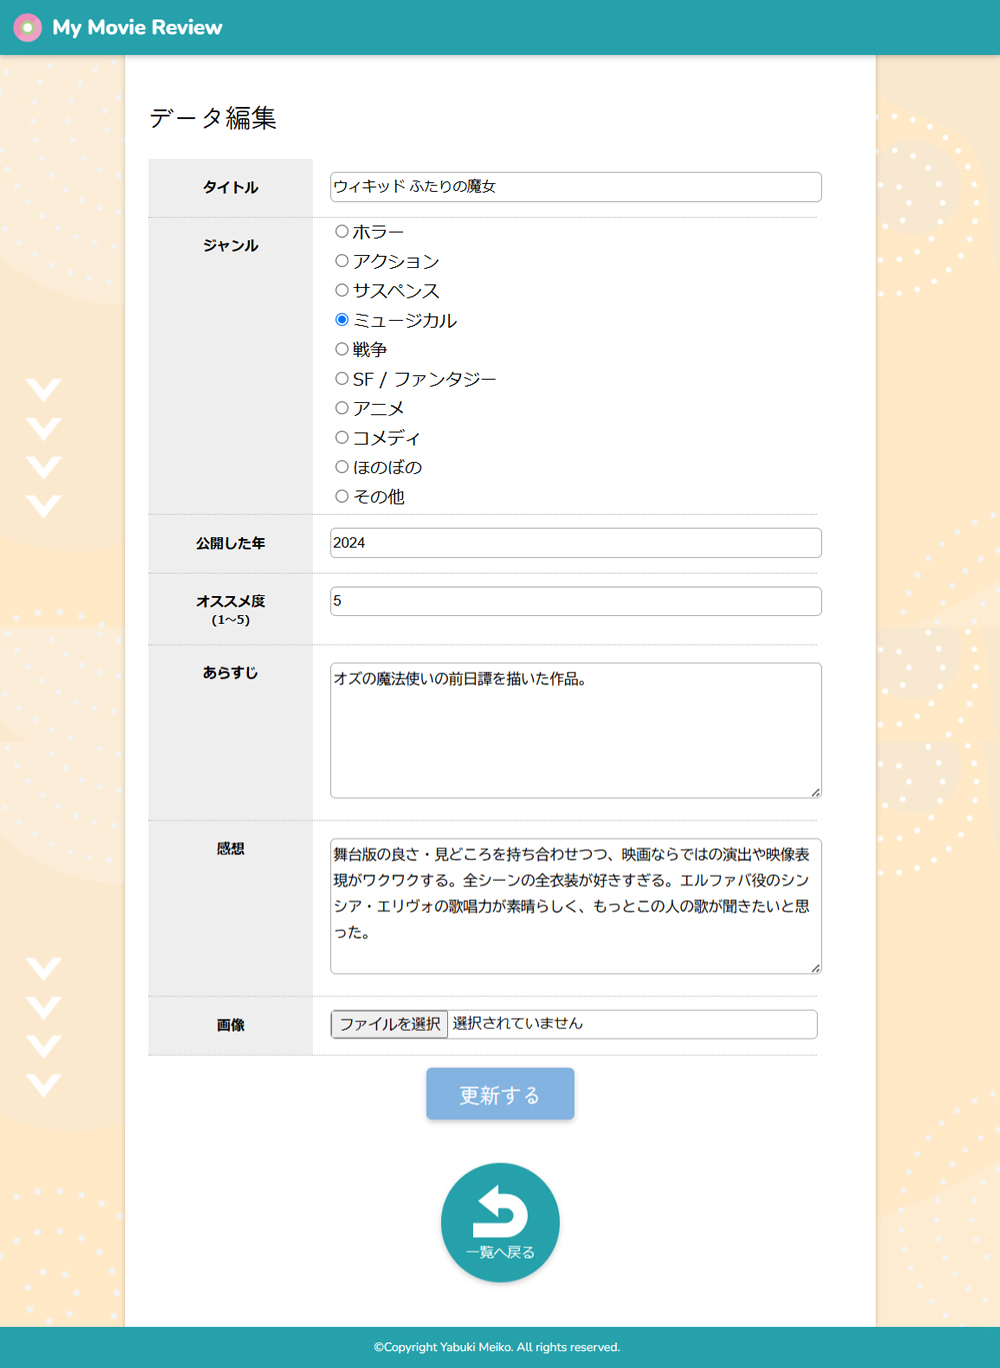 My Movie Review
データ編集
タイトル
ウィキッド ふたりの魔女
ジャンル
ホラー
アクション
サスペンス
ミュージカル
戦争
SF / ファンタジー
アニメ
コメディ
ほのぼの
その他
公開した年
2024
オススメ度
(1～5)
5
あらすじ
オズの魔法使いの前日譚を描いた作品。
感想
舞台版の良さ・見どころを持ち合わせつつ、映画ならではの演出や映像表
現がワクワクする。全シーンの全衣装が好きすぎる。エルファバ役のシン
シア・エリヴォの歌唱力が素晴らしく、もっとこの人の歌が聞きたいと思
った。
画像
ファイルを選択 選択されていません
更新する
一覧へ戻る
©Copyright Yabuki Meiko. All rights reserved.